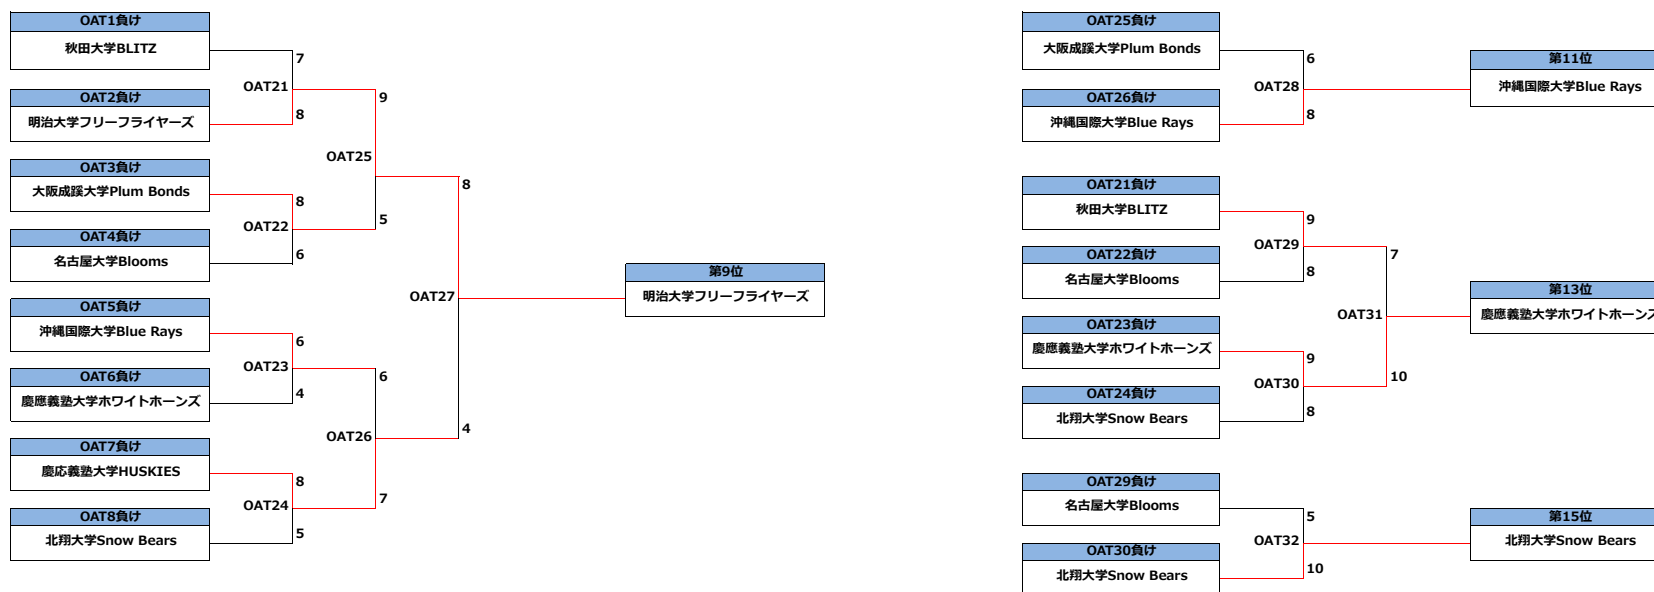 OAT1負け
秋田大学BLITZ
7
OAT21
OAT2負け
明治大学フリーフライヤーズ
8
9
OAT25
OAT3負け
大阪成蹊大学Plum Bonds
8
OAT22
5
OAT4負け
名古屋大学Blooms
6
8
OAT27
第9位
明治大学フリーフライヤーズ
OAT5負け
沖縄国際大学Blue Rays
6
OAT23
OAT6負け
慶應義塾大学ホワイトホーンズ
4
6
OAT26
4
OAT7負け
慶応義塾大学HUSKIES
8
OAT24
7
OAT8負け
北翔大学Snow Bears
5
OAT25負け
大阪成蹊大学Plum Bonds
6
OAT28
第11位
沖縄国際大学Blue Rays
OAT26負け
沖縄国際大学Blue Rays
8
OAT21負け
秋田大学BLITZ
9
OAT29
OAT22負け
名古屋大学Blooms
8
7
OAT31
第13位
慶應義塾大学ホワイトホーンズ
OAT23負け
慶應義塾大学ホワイトホーンズ
9
OAT30
10
OAT24負け
北翔大学Snow Bears
8
OAT29負け
名古屋大学Blooms
5
OAT32
第15位
北翔大学Snow Bears
OAT30負け
北翔大学Snow Bears
10